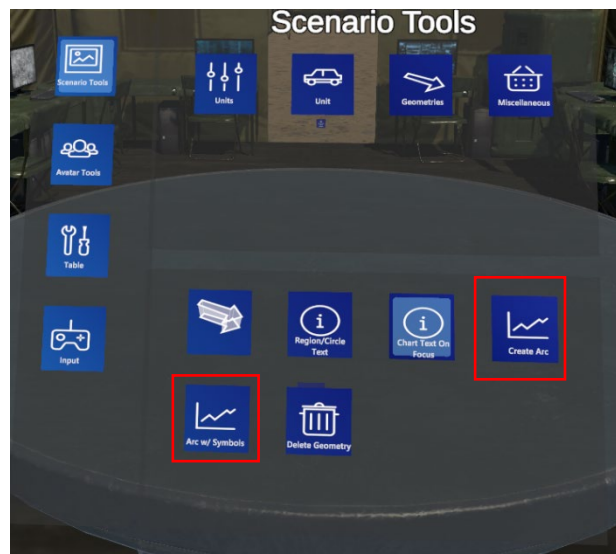 Scenario Tools
Scenario Tools
Units
Unit
Geometries
Miscellaneous
Avatar Tools
Table
Input
Region/Circle
Text
Chart Text On
Focus
Create Arc
Arc w/ Symbols
Delete Geometry